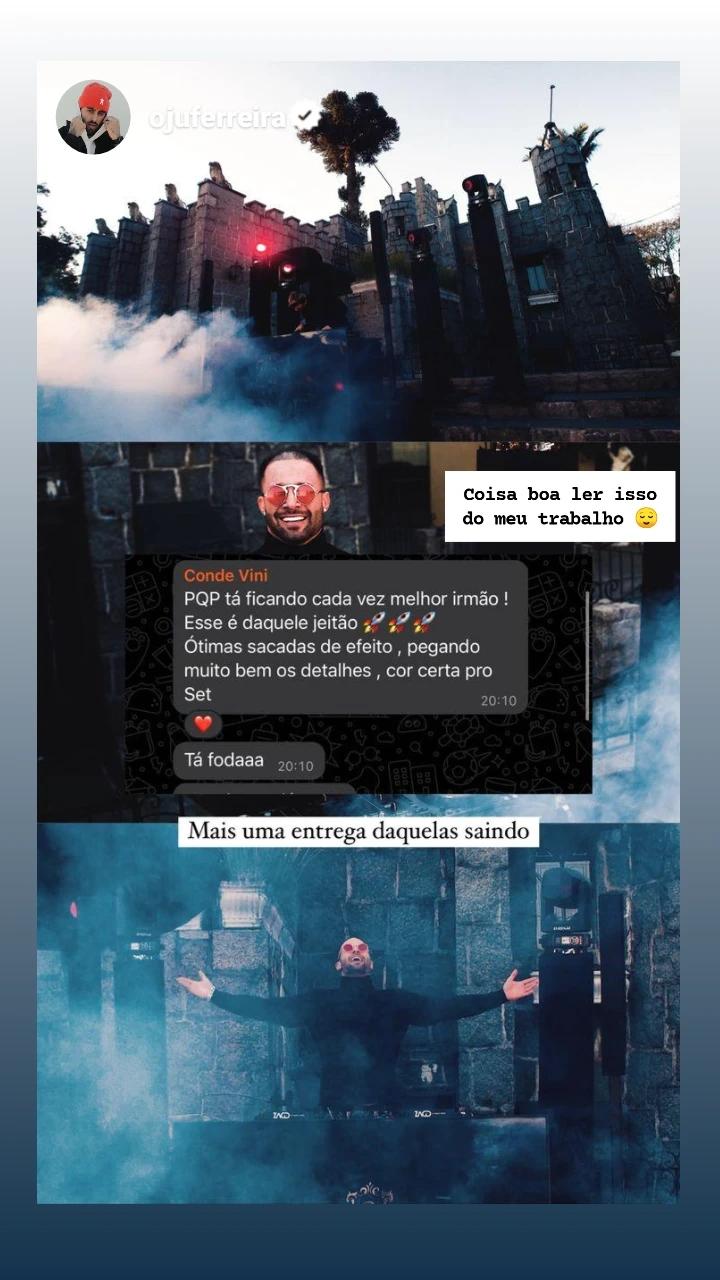 ojuferreira
Coisa boa ler isso
do meu trabalho 😌
Conde Vini
PQP tá ficando cada vez melhor irmão !
Esse é daquele jeitão 🚀🚀🚀
Ótimas sacadas de efeito , pegando
muito bem os detalhes , cor certa pro
Set
20:10
❤️
Tá fodaaa 20:10
Mais uma entrega daquelas saindo